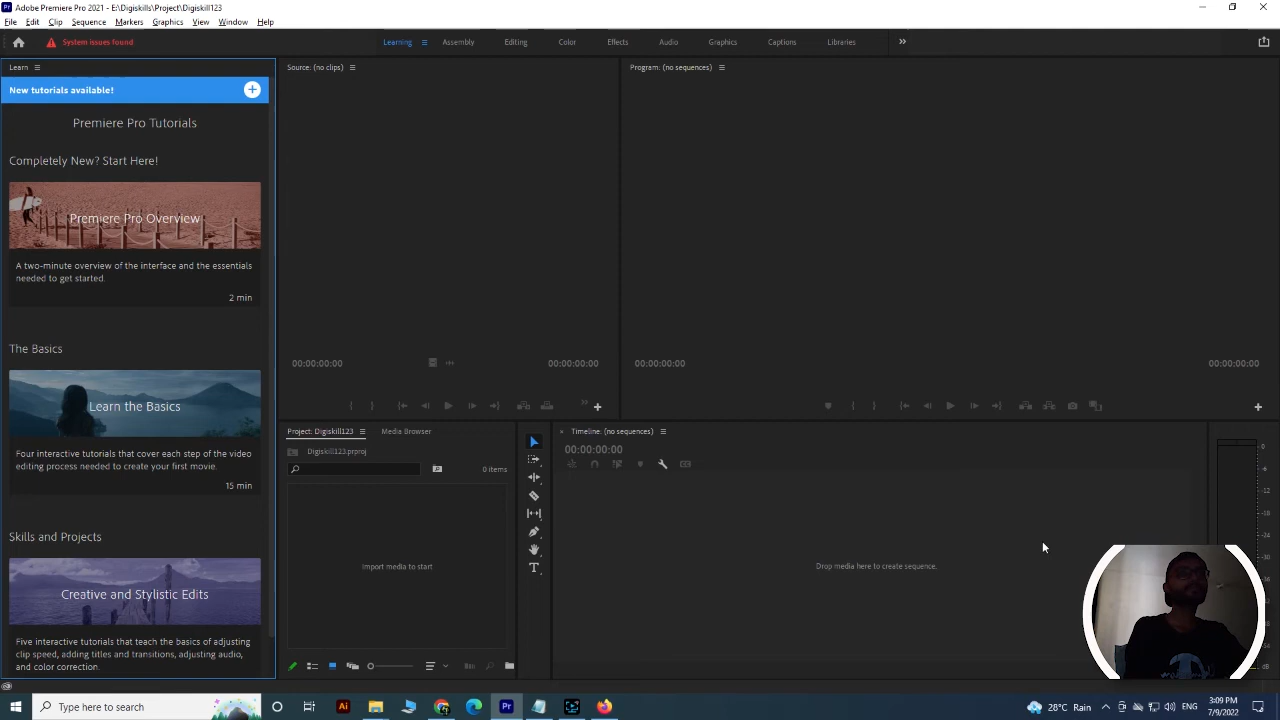 Adobe Premiere Pro 2021 - E:\Digiskills\Project\Digiskill123
File Edit Clip Sequence Markers Graphics View Window Help
System issues found
Learning Assembly Editing Color Effects Audio Graphics Captions Libraries
Learn
New tutorials available!
Premiere Pro Tutorials
Completely New? Start Here!
Premiere Pro Overview
A two-minute overview of the interface and the essentials
needed to get started.
2 min
The Basics
Learn the Basics
Four interactive tutorials that cover each step of the video
editing process needed to create your first movie.
15 min
Skills and Projects
Creative and Stylistic Edits
Five interactive tutorials that teach the basics of adjusting
clip speed, adding titles and transitions, adjusting audio,
and color correction.
Source: (no clips)
00:00:00:00 00:00:00:00
Program: (no sequences)
00:00:00:00 00:00:00:00
Project: Digiskill123 Media Browser
Digiskill123.prproj
0 items
Import media to start
Timeline: (no sequences)
00:00:00:00
Drop media here to create sequence.
0
-6
-12
-18
-24
-30
-36
Type here to search
28°C Rain
3:09 PM
7/9/2022